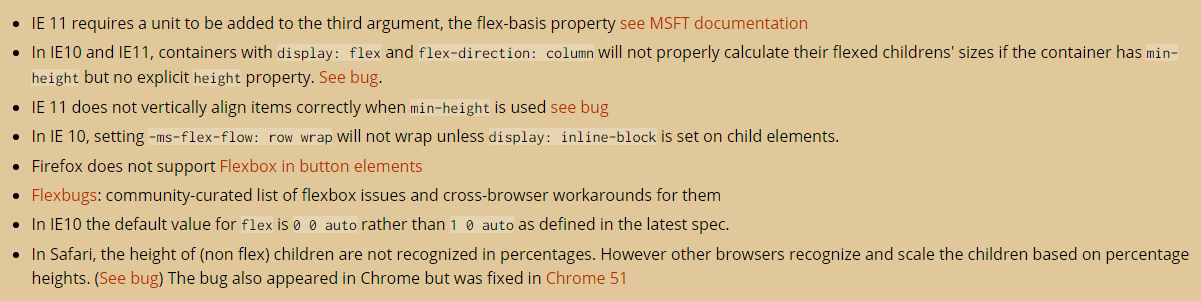 IE 11 requires a unit to be added to the third argument, the flex-basis property see MSFT documentation
In IE10 and IE11, containers with display: flex and flex-direction: column will not properly calculate their flexed childrens' sizes if the container has min-
height but no explicit height property. See bug.
IE 11 does not vertically align items correctly when min-height is used see bug
In IE 10, setting -ms-flex-flow: row wrap will not wrap unless display: inline-block is set on child elements.
Firefox does not support Flexbox in button elements
Flexbugs: community-curated list of flexbox issues and cross-browser workarounds for them
In IE10 the default value for flex is 0 0 auto rather than 1 0 auto as defined in the latest spec.
In Safari, the height of (non flex) children are not recognized in percentages. However other browsers recognize and scale the children based on percentage
heights. (See bug) The bug also appeared in Chrome but was fixed in Chrome 51